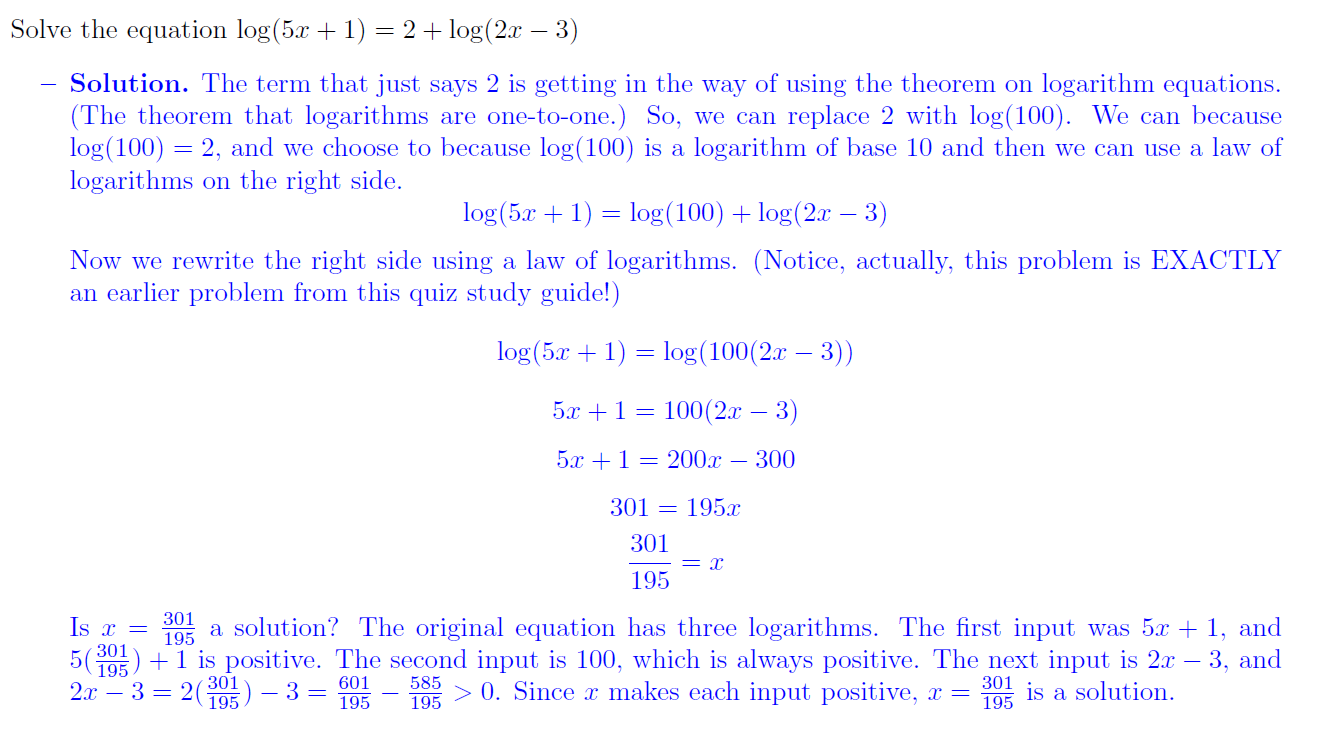 Solve the equation log(5x + 1) = 2 + log(2x − 3)
– Solution. The term that just says 2 is getting in the way of using the theorem on logarithm equations.
(The theorem that logarithms are one-to-one.) So, we can replace 2 with log(100). We can because
log(100) = 2, and we choose to because log(100) is a logarithm of base 10 and then we can use a law of
logarithms on the right side.
log(5x + 1) = log(100) + log(2x − 3)
Now we rewrite the right side using a law of logarithms. (Notice, actually, this problem is EXACTLY
an earlier problem from this quiz study guide!)
log(5x + 1) = log(100(2x − 3))
5x + 1 = 100(2x − 3)
5x + 1 = 200x − 300
301 = 195x
301/195 = x
Is x = 301/195 a solution? The original equation has three logarithms. The first input was 5x + 1, and
5(301/195) + 1 is positive. The second input is 100, which is always positive. The next input is 2x − 3, and
2x − 3 = 2(301/195) − 3 = 601/195 − 585/195 > 0. Since x makes each input positive, x = 301/195 is a solution.